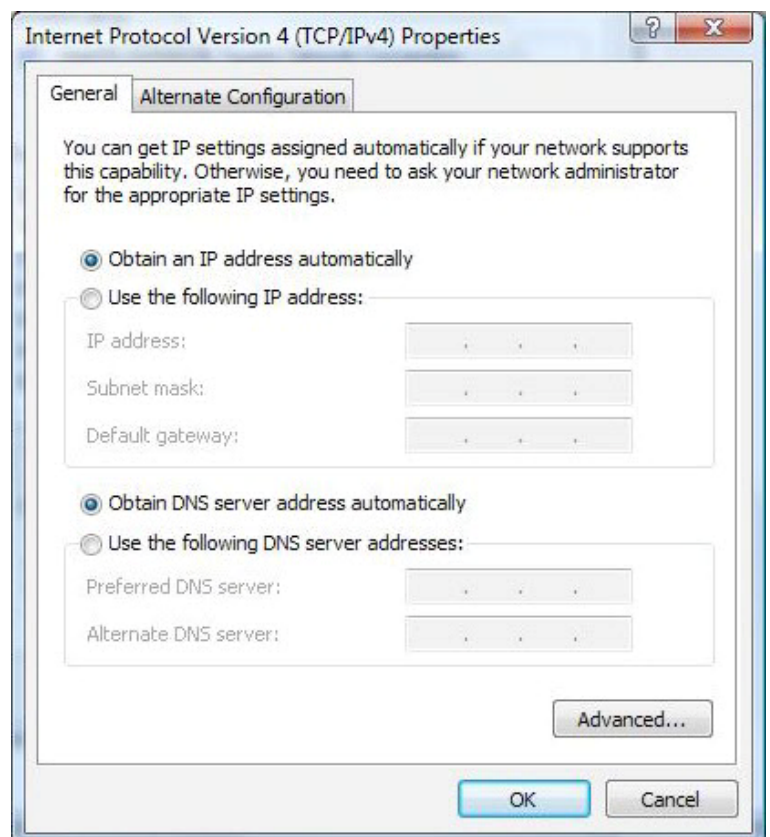 Internet Protocol Version 4 (TCP/IPv4) Properties
General
Alternate Configuration
You can get IP settings assigned automatically if your network supports
this capability. Otherwise, you need to ask your network administrator
for the appropriate IP settings.
Obtain an IP address automatically
Use the following IP address:
IP address:
Subnet mask:
Default gateway:
Obtain DNS server address automatically
Use the following DNS server addresses:
Preferred DNS server:
Alternate DNS server:
Advanced...
OK
Cancel